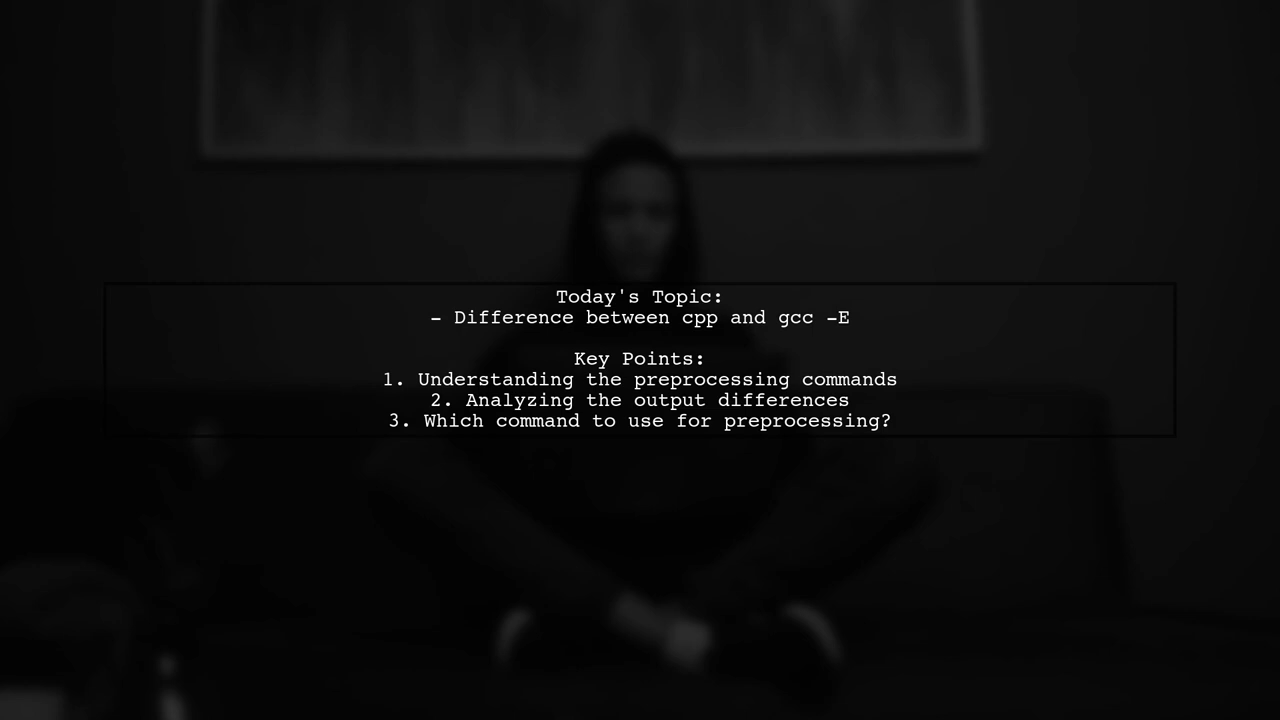 Today's Topic:
- Difference between cpp and gcc -E
Key Points:
1. Understanding the preprocessing commands
2. Analyzing the output differences
3. Which command to use for preprocessing?